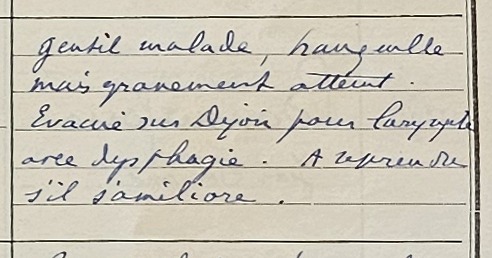 gentil malade, tranquille
mais gravement atteint.
Evacué sur Dijon pour laryngite
avec dysphagie. A reprendre
s'il s'améliore.